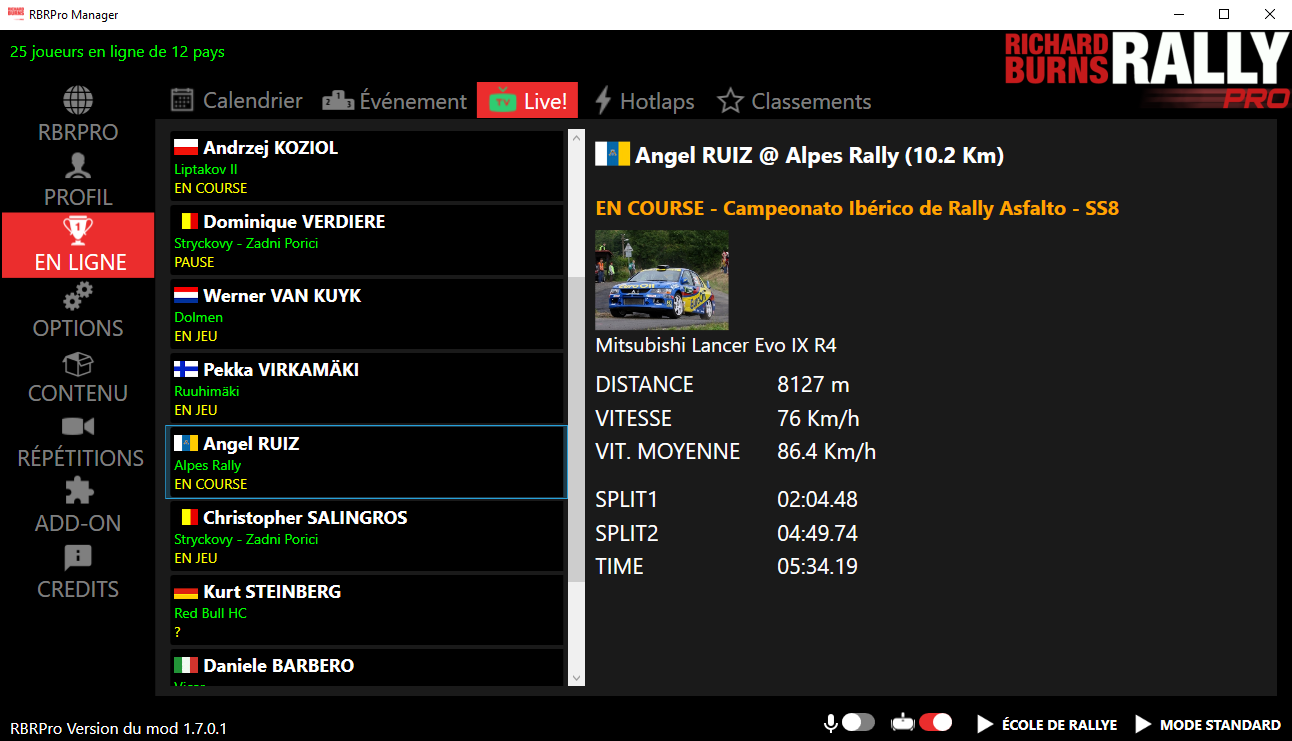 RBRPro Manager
25 joueurs en ligne de 12 pays
RICHARD BURNS RALLY PRO
RBRPRO
PROFIL
EN LIGNE
OPTIONS
CONTENU
RÉPÉTITIONS
ADD-ON
CREDITS
Calendrier
Événement
TV Live!
Hotlaps
Classements
Andrzej KOZIOL
Liptakov II
EN COURSE
Dominique VERDIERE
Stryckovy - Zadni Porici
PAUSE
Werner VAN KUYK
Dolmen
EN JEU
Pekka VIRKAMÄKI
Ruuhimäki
EN JEU
Angel RUIZ
Alpes Rally
EN COURSE
Christopher SALINGROS
Stryckovy - Zadni Porici
EN JEU
Kurt STEINBERG
Red Bull HC
?
Daniele BARBERO
Angel RUIZ @ Alpes Rally (10.2 Km)
EN COURSE - Campeonato Ibérico de Rally Asfalto - SS8
Mitsubishi Lancer Evo IX R4
DISTANCE 8127 m
VITESSE 76 Km/h
VIT. MOYENNE 86.4 Km/h
SPLIT1 02:04.48
SPLIT2 04:49.74
TIME 05:34.19
RBRPro Version du mod 1.7.0.1
ÉCOLE DE RALLYE
MODE STANDARD